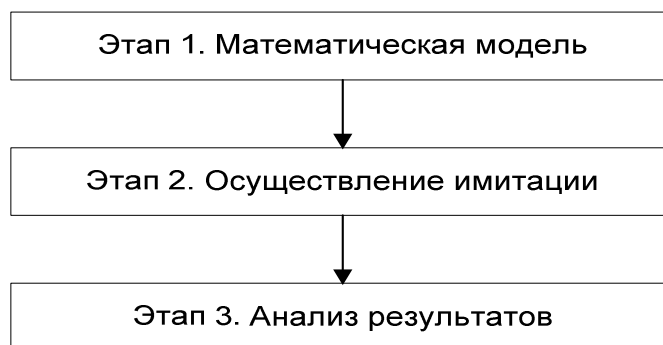 Этап 1. Математическая модель
Этап 2. Осуществление имитации
Этап 3. Анализ результатов